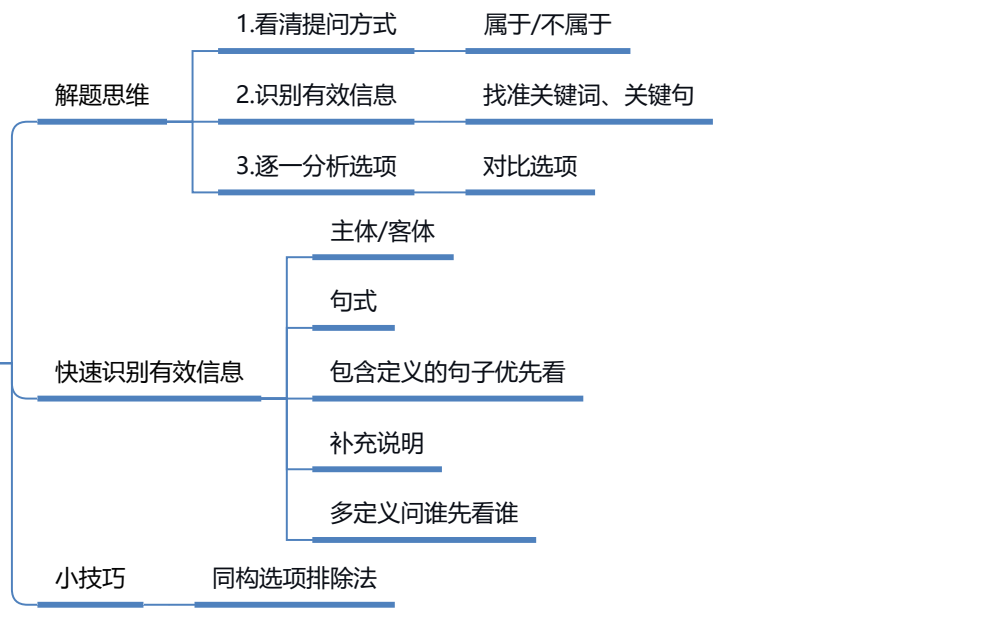 1.看清提问方式
属于/不属于
解题思维
2.识别有效信息
找准关键词、关键句
3.逐一分析选项
对比选项
主体/客体
句式
快速识别有效信息
包含定义的句子优先看
补充说明
多定义问谁先看谁
小技巧
同构选项排除法